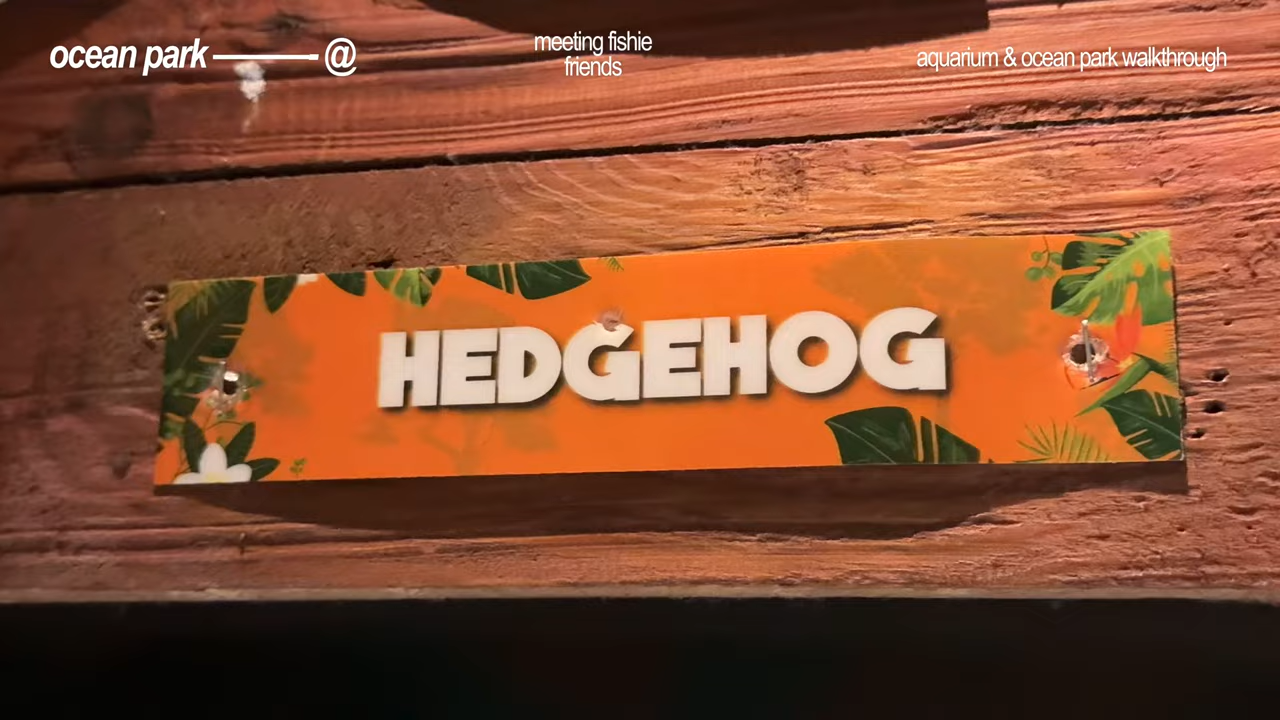 ocean park @
meeting fishie
friends
aquarium & ocean park walkthrough
HEDGEHOG